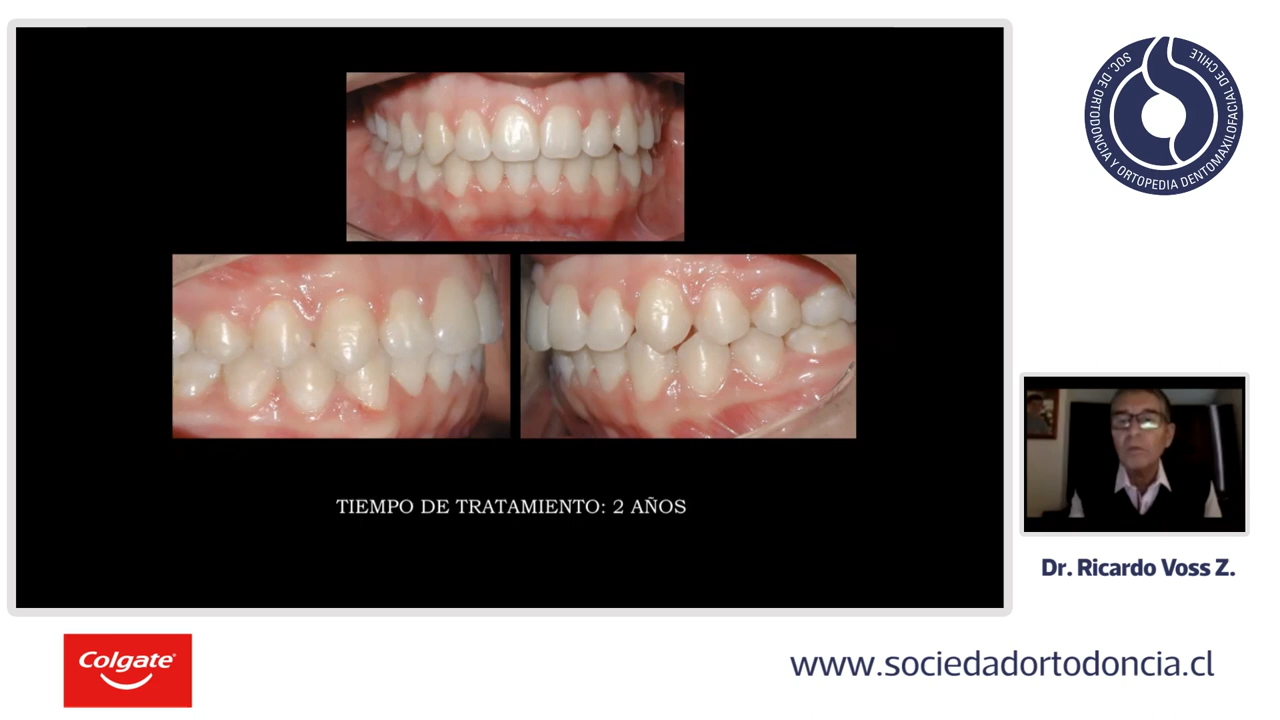 SOC. DE ORTODONCIA Y ORTOPEDIA DENTOMAXILOFACIAL DE CHILE
TIEMPO DE TRATAMIENTO: 2 AÑOS
Dr. Ricardo Voss Z.
Colgate®
www.sociedadortodoncia.cl